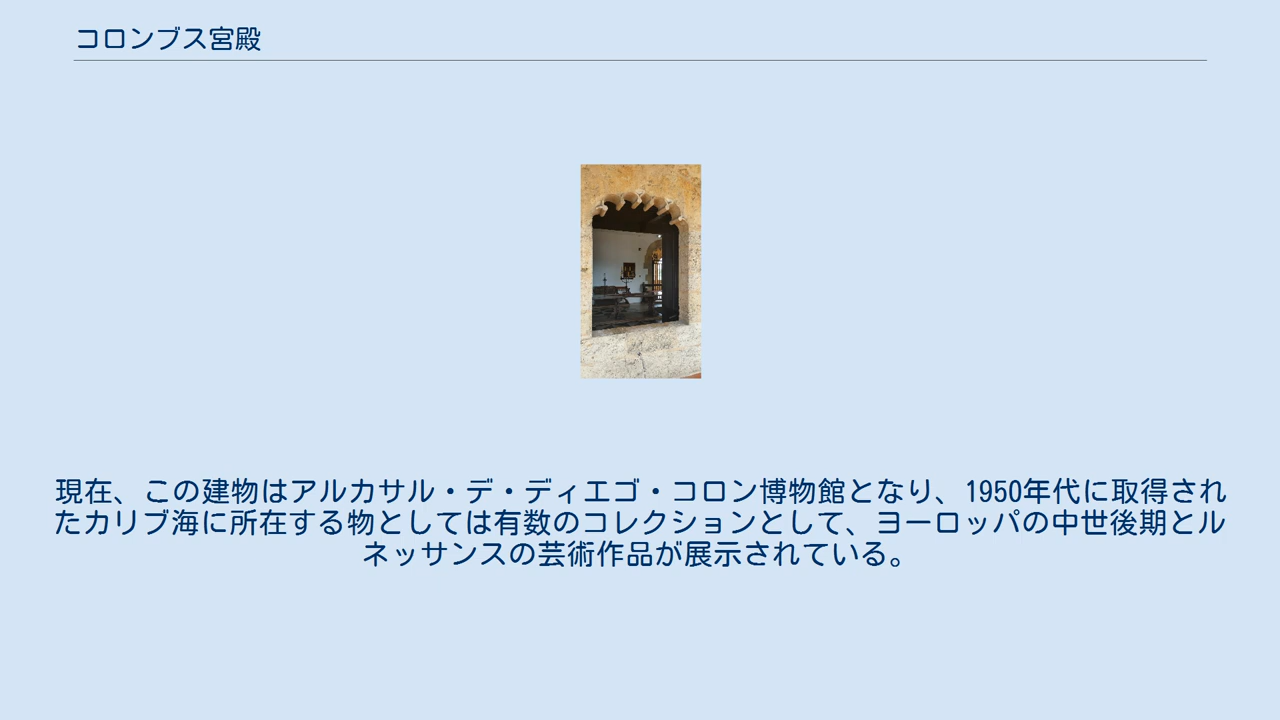 コロンブス宮殿
現在、この建物はアルカサル・デ・ディエゴ・コロン博物館となり、1950年代に取得され
たカリブ海に所在する物としては有数のコレクションとして、ヨーロッパの中世後期とル
ネッサンスの芸術作品が展示されている。